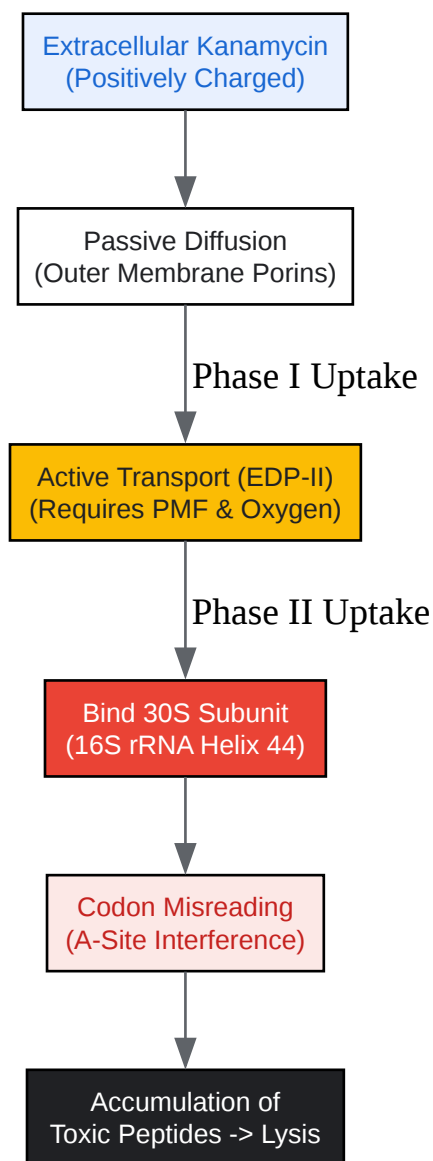 Extracellular Kanamycin
(Positively Charged)
Passive Diffusion
(Outer Membrane Porins)
Phase I Uptake
Active Transport (EDP-II)
(Requires PMF & Oxygen)
Phase II Uptake
Bind 30S Subunit
(16S rRNA Helix 44)
Codon Misreading
(A-Site Interference)
Accumulation of
Toxic Peptides -> Lysis